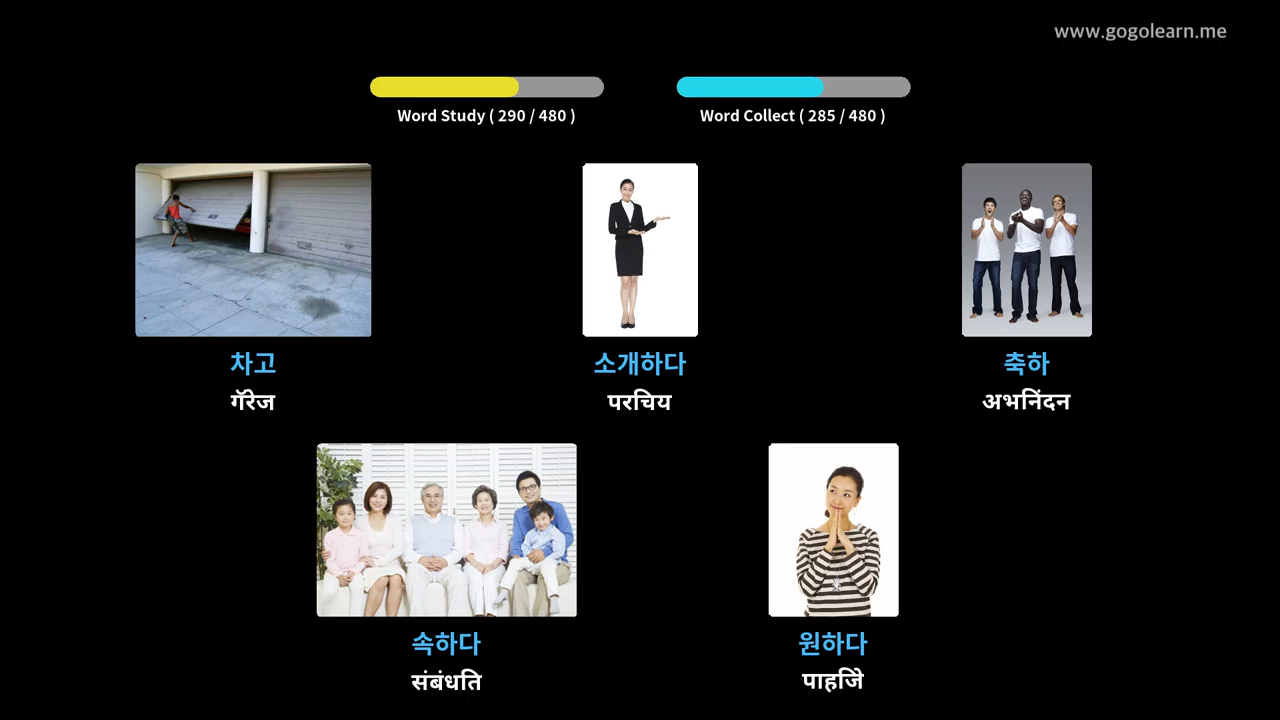 www.gogolearn.me
Word Study ( 290 / 480 )
Word Collect ( 285 / 480 )
차고
गॅरेज
소개하다
परिचय
축하
अभिनंदन
속하다
संबंधित
원하다
पाहिजे